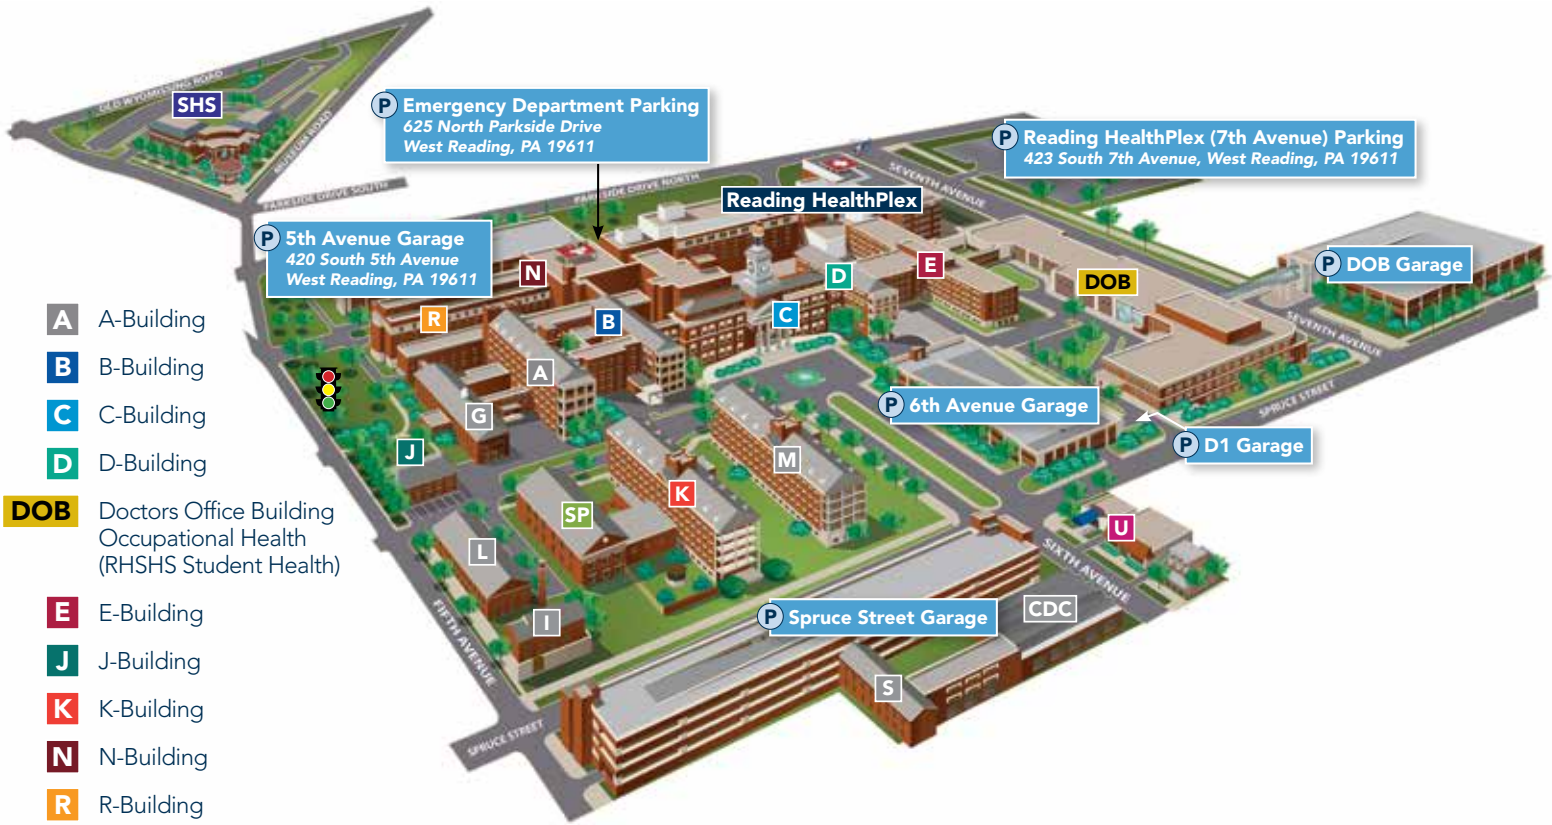 OLD WYOMISSING ROAD
SHS
MUSEUM ROAD
PARKSIDE DRIVE SOUTH
P Emergency Department Parking
625 North Parkside Drive
West Reading, PA 19611
PARKSIDE DRIVE NORTH
Reading HealthPlex
SEVENTH AVENUE
P Reading HealthPlex (7th Avenue) Parking
423 South 7th Avenue, West Reading, PA 19611
P 5th Avenue Garage
420 South 5th Avenue
West Reading, PA 19611
N
D
E
DOB
P DOB Garage
R
B
C
SEVENTH AVENUE
A
G
P 6th Avenue Garage
SPRUCE STREET
P D1 Garage
J
M
K
SP
U
L
SIXTH AVENUE
I
P Spruce Street Garage
CDC
FIFTH AVENUE
S
SPRUCE STREET
A A-Building
B B-Building
C C-Building
D D-Building
DOB Doctors Office Building
Occupational Health
(RHSHS Student Health)
E E-Building
J J-Building
K K-Building
N N-Building
R R-Building